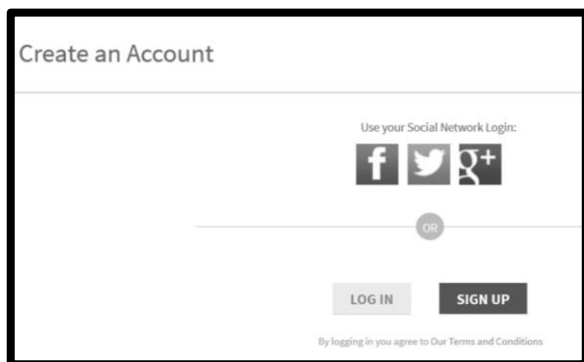 Create an Account
Use your Social Network Login:
f g+
OR
LOG IN SIGN UP
By logging in you agree to Our Terms and Conditions